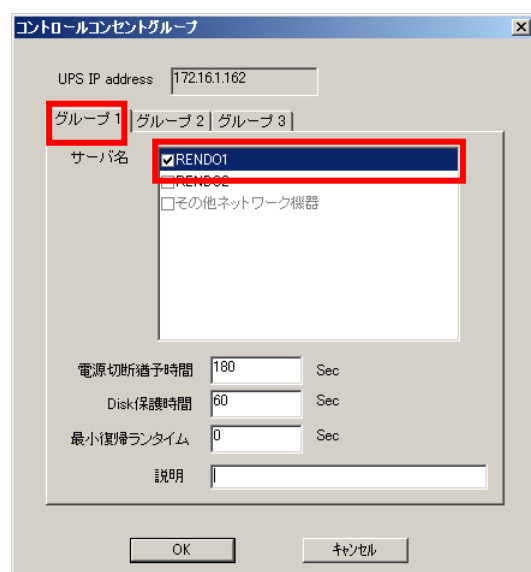 コントロールコンセントグループ
UPS IP address 172.16.1.162
グループ 1 グループ 2 グループ 3
サーバ名 RENDO1
RENDO2
その他ネットワーク機器
電源切断猶予時間 180 Sec
Disk保護時間 60 Sec
最小復帰ランタイム 0 Sec
説明
OK キャンセル